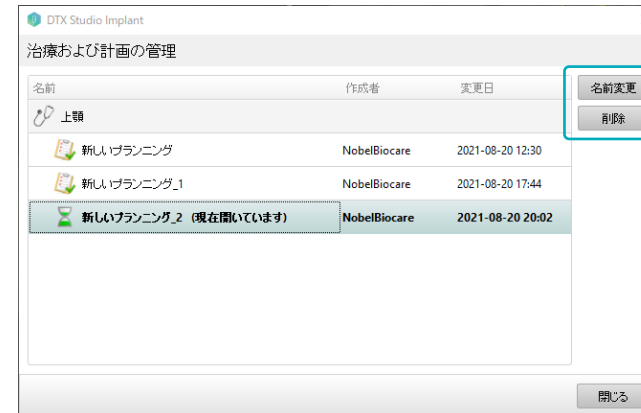 DTX Studio Implant
治療および計画の管理
名前 作成者 変更日 名前変更
上顎 削除
新しいプランニング NobelBiocare 2021-08-20 12:30
新しいプランニング_1 NobelBiocare 2021-08-20 17:44
新しいプランニング_2 (現在開いています) NobelBiocare 2021-08-20 20:02
閉じる